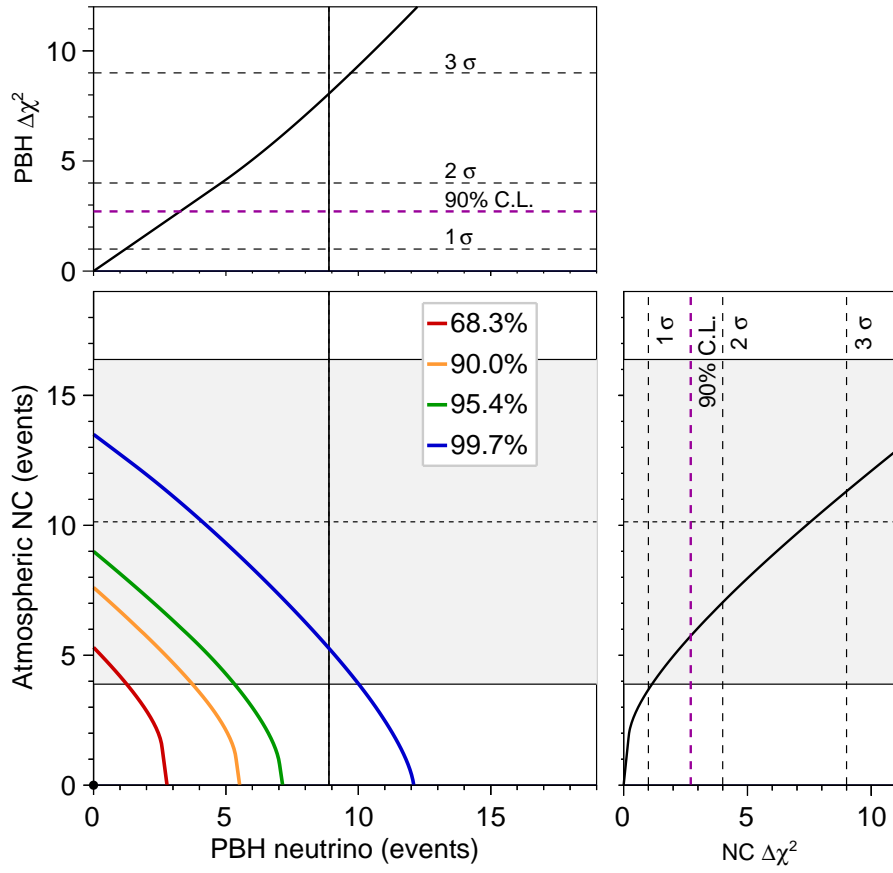 10
5
0
PBH Δχ²
3 σ
2 σ
90% C.L.
1 σ
68.3%
90.0%
95.4%
99.7%
15
10
5
0
Atmospheric NC (events)
0 5 10 15
PBH neutrino (events)
1 σ
90% C.L.
2 σ
3 σ
0 5 10
NC Δχ²